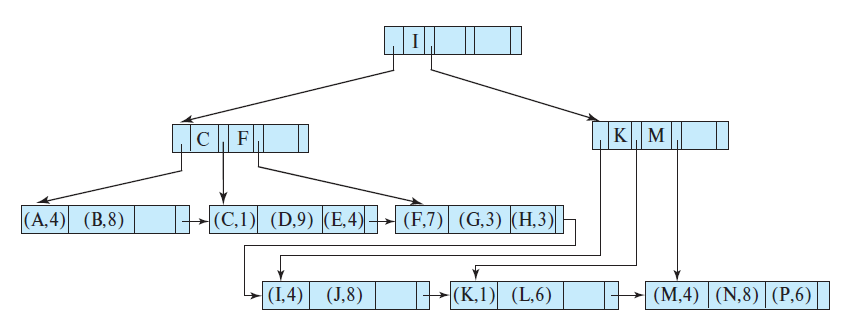 I
C F
K M
(A,4) (B,8)
(C,1) (D,9) (E,4)
(F,7) (G,3) (H,3)
(I,4) (J,8)
(K,1) (L,6)
(M,4) (N,8) (P,6)